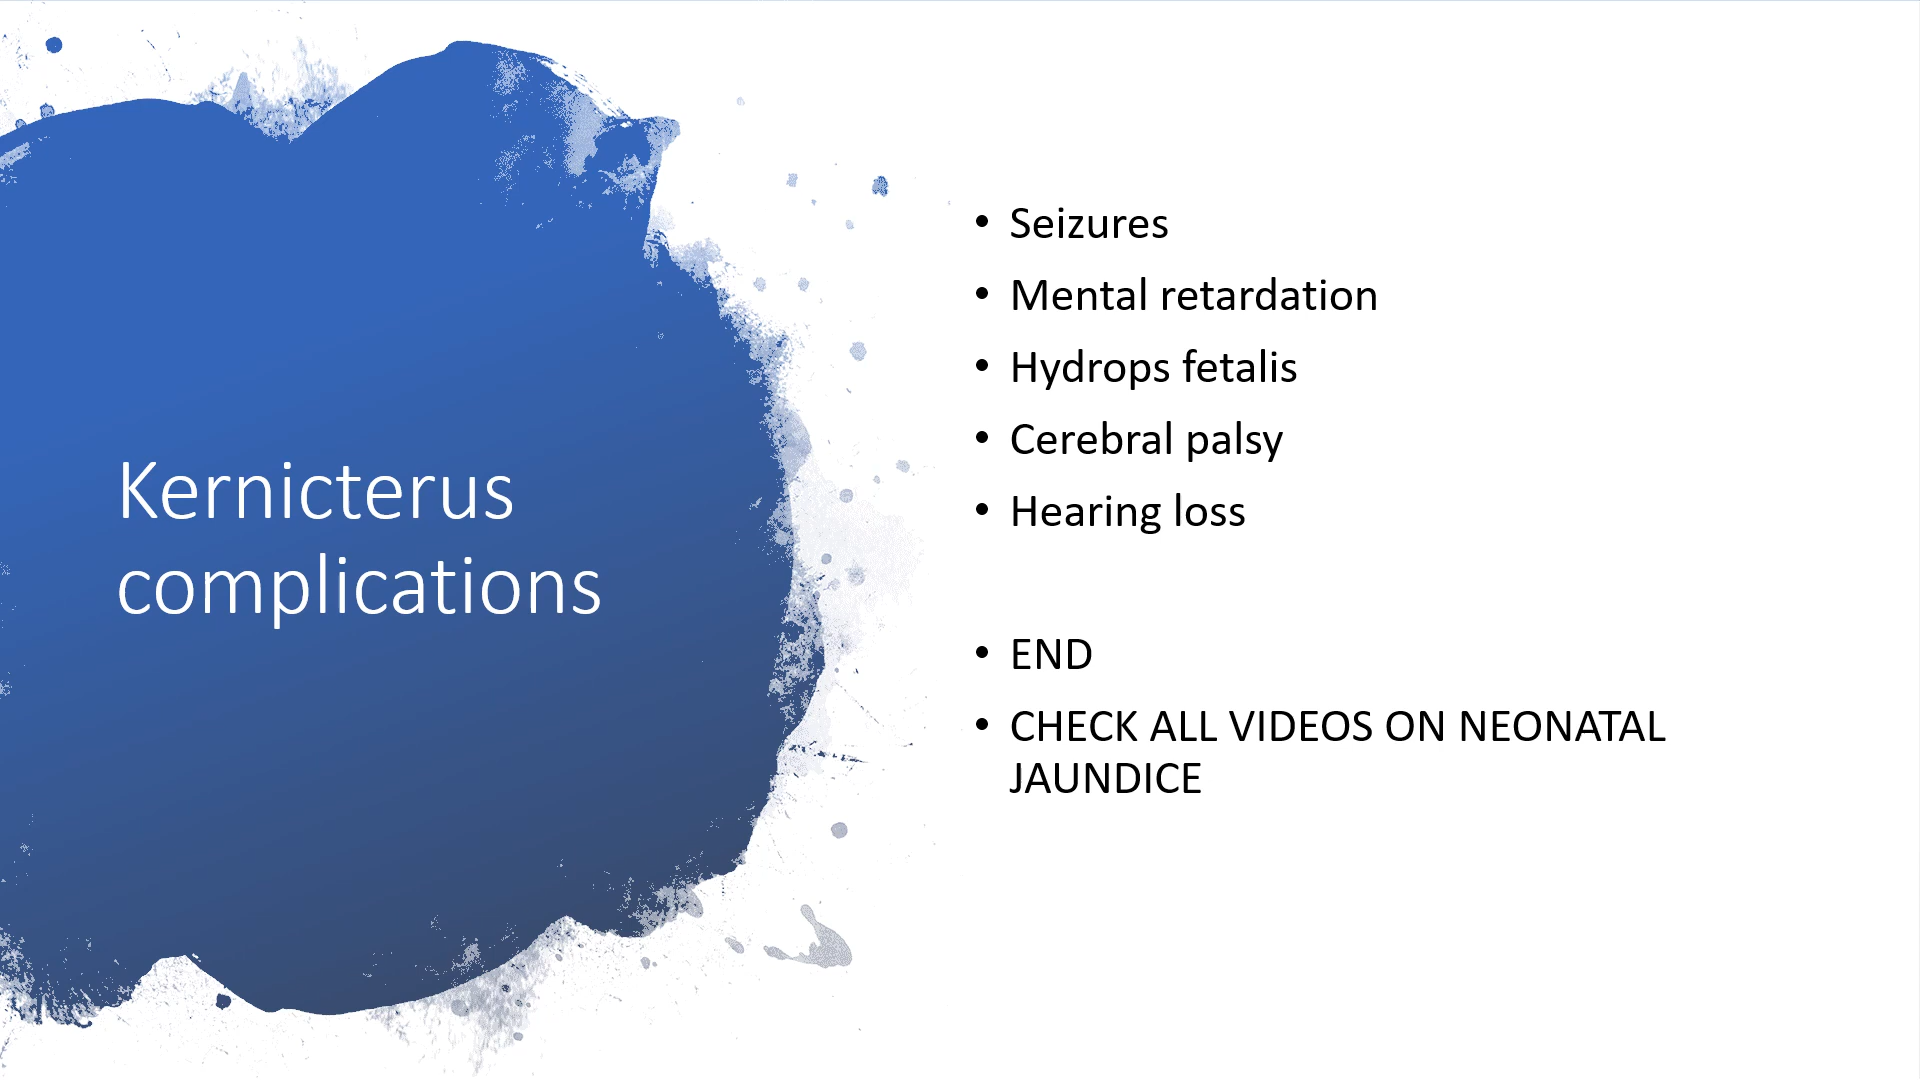 Kernicterus
complications
• Seizures
• Mental retardation
• Hydrops fetalis
• Cerebral palsy
• Hearing loss
• END
• CHECK ALL VIDEOS ON NEONATAL
JAUNDICE